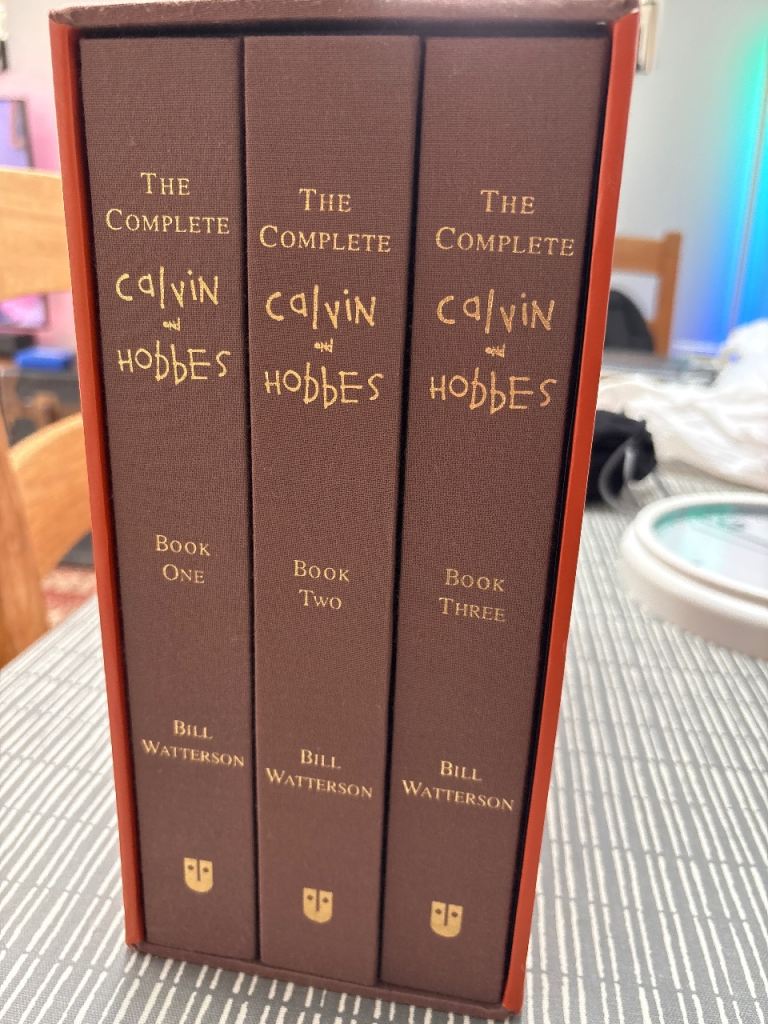 The
Complete
Calvin
and
Hobbes
Book
One
Bill
Watterson
The
Complete
Calvin
and
Hobbes
Book
Two
Bill
Watterson
The
Complete
Calvin
and
Hobbes
Book
Three
Bill
Watterson